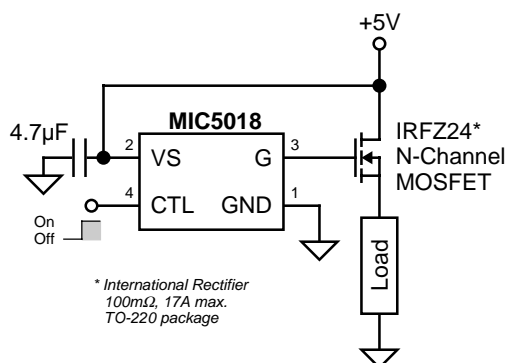 +5V
MIC5018
4.7µF
2
VS
G
3
IRFZ24*
N-Channel
MOSFET
4
CTL
GND
1
On
Off
Load
* International Rectifier
100mΩ, 17A max.
TO-220 package